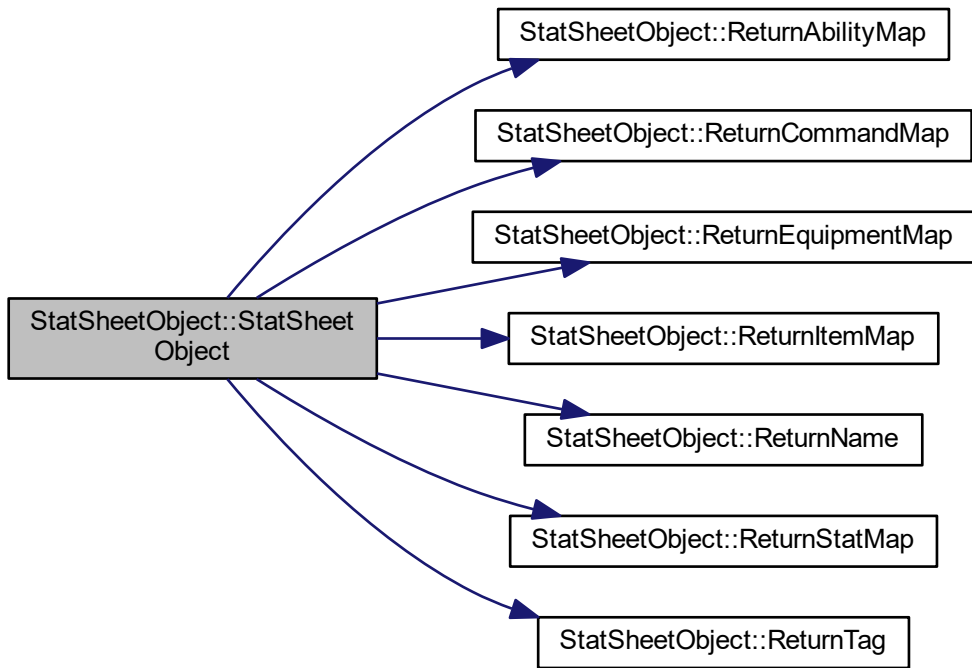 StatSheetObject::ReturnAbilityMap
StatSheetObject::ReturnCommandMap
StatSheetObject::ReturnEquipmentMap
StatSheetObject::StatSheet
Object
StatSheetObject::ReturnItemMap
StatSheetObject::ReturnName
StatSheetObject::ReturnStatMap
StatSheetObject::ReturnTag